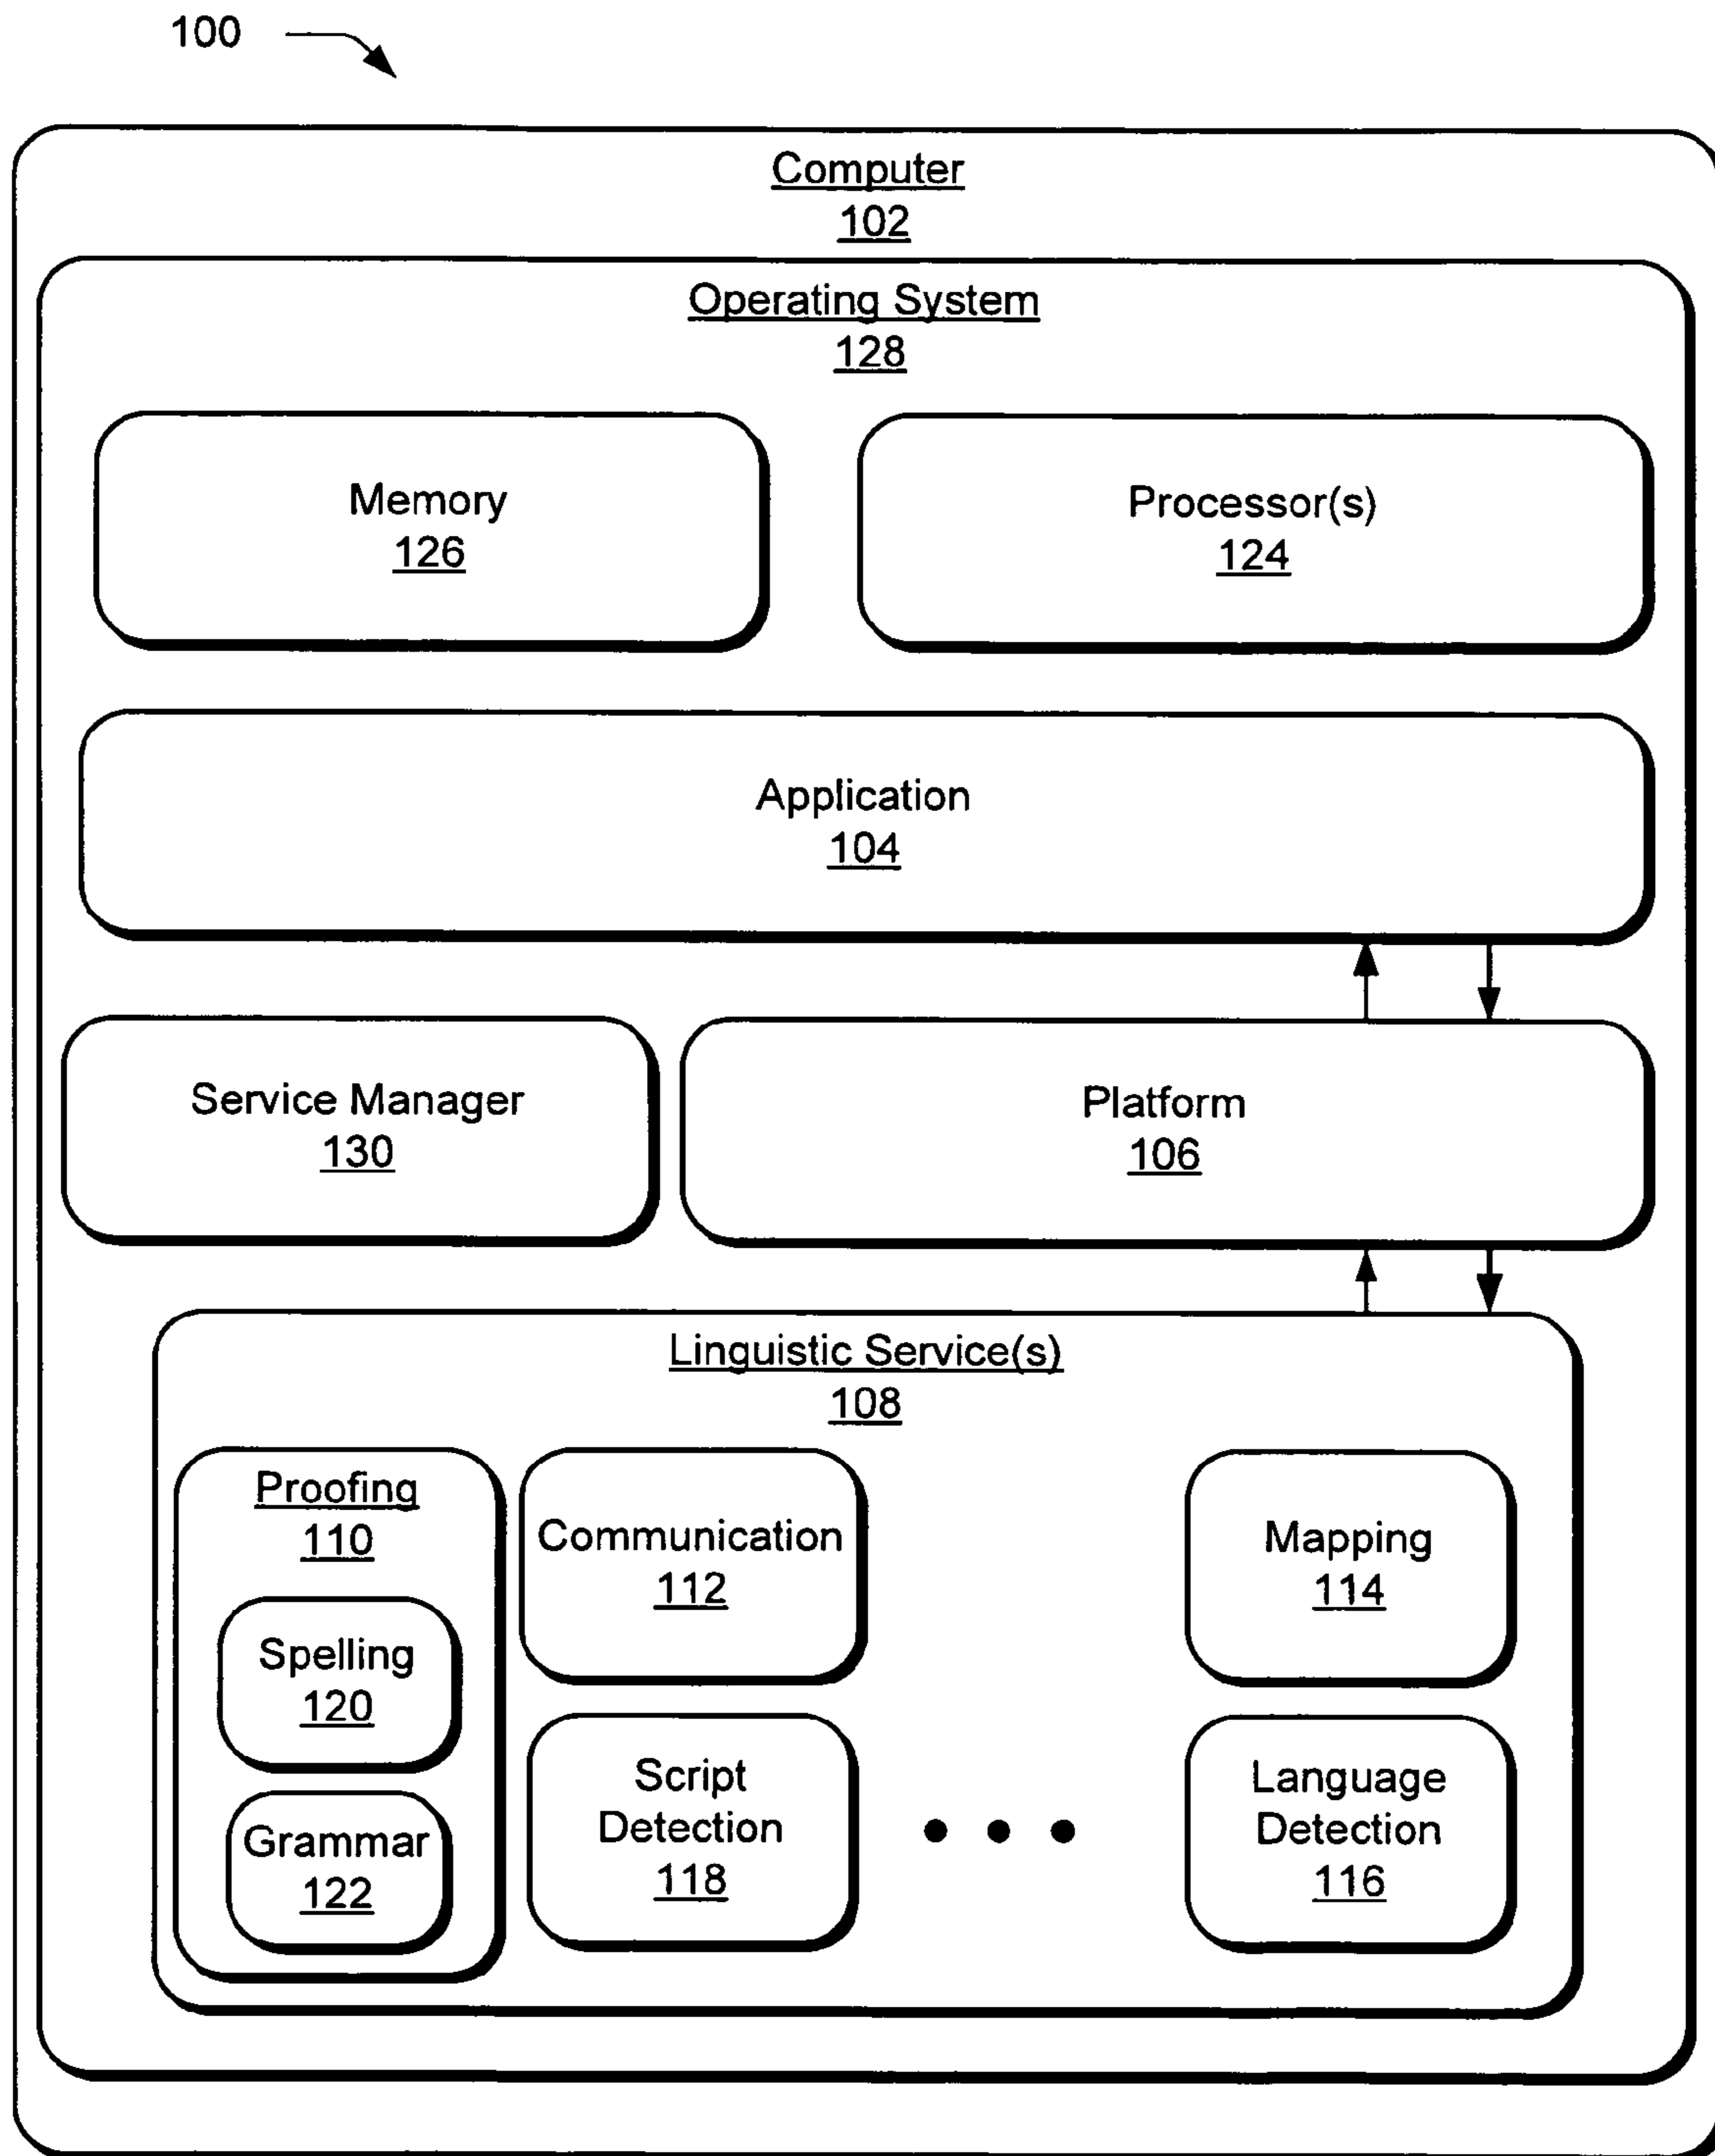 100
Computer
102
Operating System
128
Memory
126
Processor(s)
124
Application
104
Service Manager
130
Platform
106
Linguistic Service(s)
108
Proofing
110
Spelling
120
Grammar
122
Communication
112
Script
Detection
118
Mapping
114
Language
Detection
116